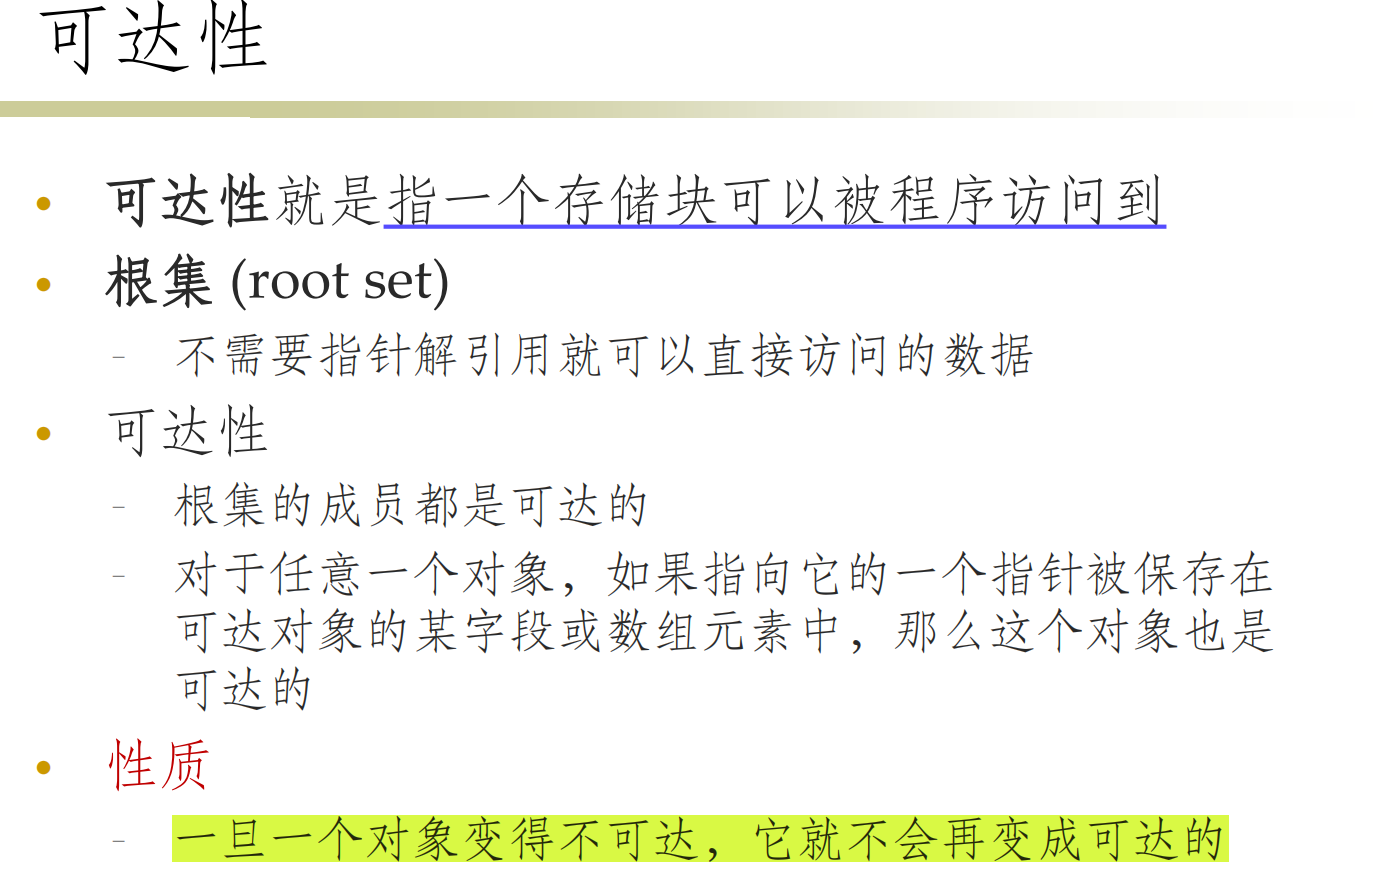 可达性
• 可达性就是指一个存储块可以被程序访问到
• 根集 (root set)
– 不需要指针解引用就可以直接访问的数据
• 可达性
– 根集的成员都是可达的
– 对于任意一个对象，如果指向它的一个指针被保存在
可达对象的某字段或数组元素中，那么这个对象也是
可达的
• 性质
– 一旦一个对象变得不可达，它就不会再变成可达的